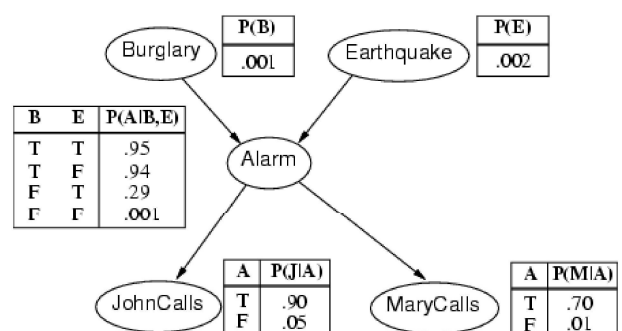 P(B)
.001
Burglary
P(E)
.002
Earthquake
B E P(A|B,E)
T T .95
T F .94
F T .29
F F .001
Alarm
A P(J|A)
T .90
F .05
JohnCalls
A P(M|A)
T .70
F .01
MaryCalls